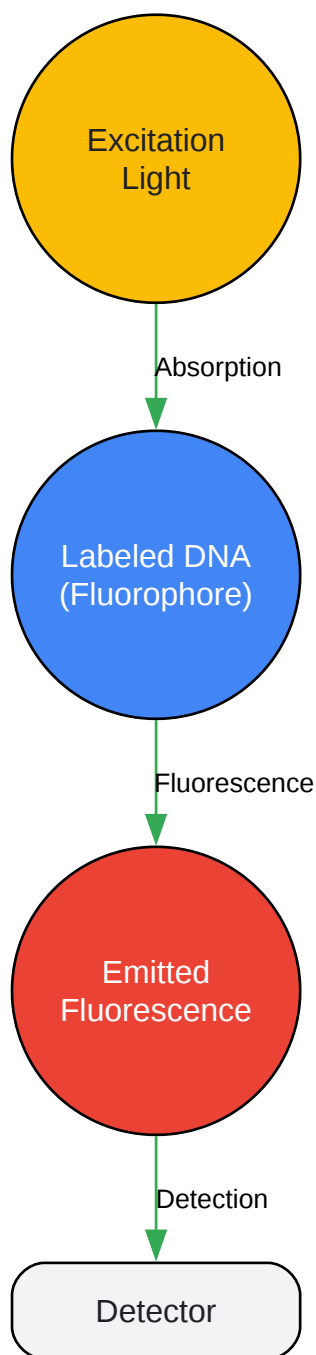 Excitation
Light
Absorption
Labeled DNA
(Fluorophore)
Fluorescence
Emitted
Fluorescence
Detection
Detector